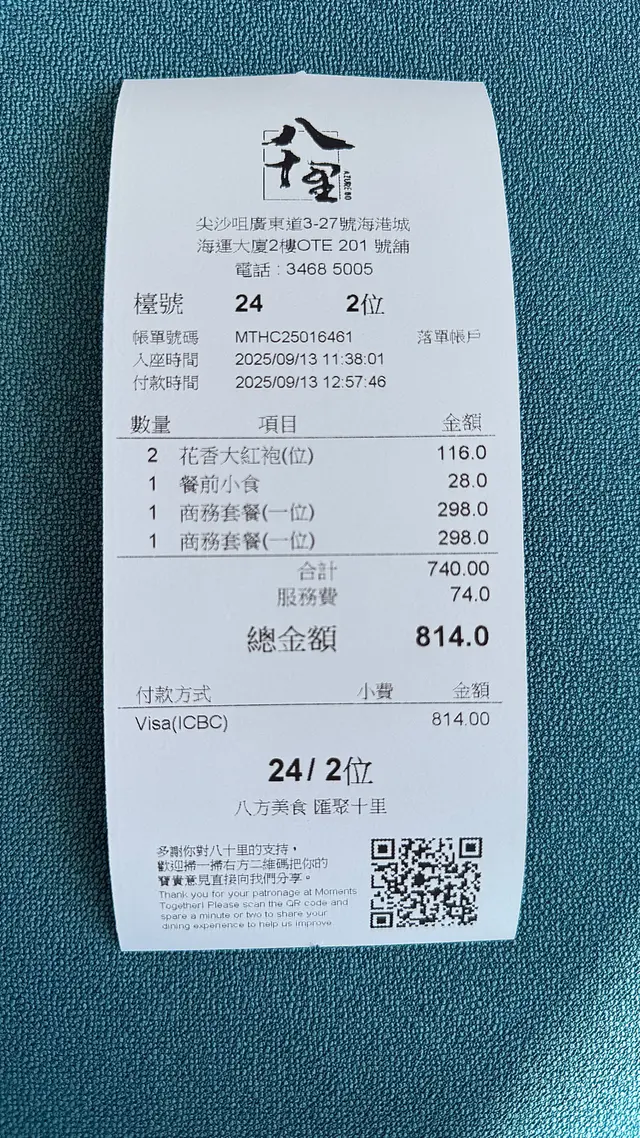 八十里
AZURE 80
尖沙咀廣東道3-27號海港城
海運大廈2樓OTE 201 號舖
電話 : 3468 5005
檯號 24 2位
帳單號碼 MTHC25016461 落單帳戶
入座時間 2025/09/13 11:38:01
付款時間 2025/09/13 12:57:46
數量 項目 金額
2 花香大紅袍(位) 116.0
1 餐前小食 28.0
1 商務套餐(一位) 298.0
1 商務套餐(一位) 298.0
合計 740.00
服務費 74.0
總金額 814.0
付款方式 小費 金額
Visa(ICBC) 814.00
24/ 2位
八方美食 匯聚十里
多謝你對八十里的支持，
歡迎掃一掃右方二維碼把你的
寶貴意見直接向我們分享。
Thank you for your patronage at Moments
Together! Please scan the QR code and
spare a minute or two to share your
dining experience to help us improve